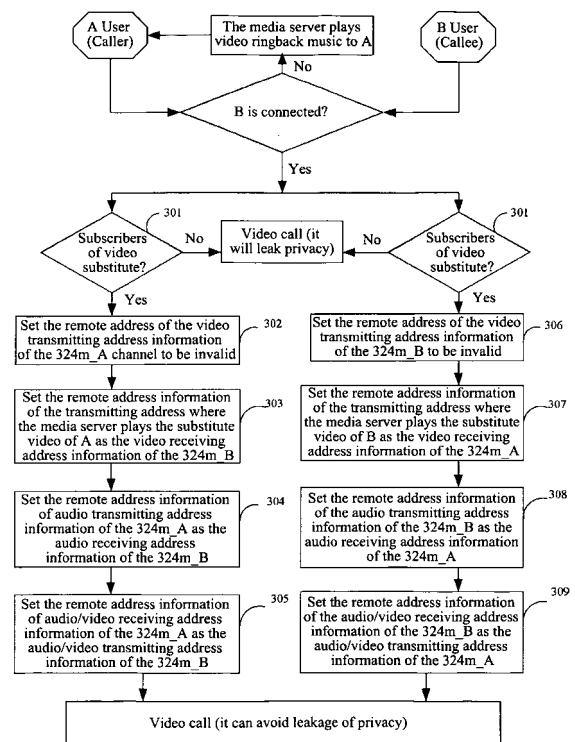 A User
(Caller)
The media server plays
video ringback music to A
B User
(Callee)
No
B is connected?
Yes
301
Subscribers
of video
substitute?
No
Video call (it
will leak privacy)
No
301
Subscribers
of video
substitute?
Yes
Yes
Set the remote address of the video
transmitting address information
of the 324m_A channel to be invalid
302
Set the remote address of the video
transmitting address information
of the 324m_B to be invalid
306
Set the remote address information
of the transmitting address where
the media server plays the substitute
video of A as the video receiving
address information of the 324m_B
303
Set the remote address information
of the transmitting address where
the media server plays the substitute
video of B as the video receiving
address information of the 324m_A
307
Set the remote address information
of audio transmitting address
information of the 324m_A as the
audio receiving address
information of the 324m_B
304
Set the remote address information
of the audio transmitting address
information of the 324m_B as the
audio receiving address information
of the 324m_A
308
Set the remote address information
of audio/video receiving address
information of the 324m_A as the
audio/video transmitting address
information of the 324m_B
305
Set the remote address information
of the audio/video receiving address
information of the 324m_B as the
audio/video transmitting address
information of the 324m_A
309
Video call (it can avoid leakage of privacy)